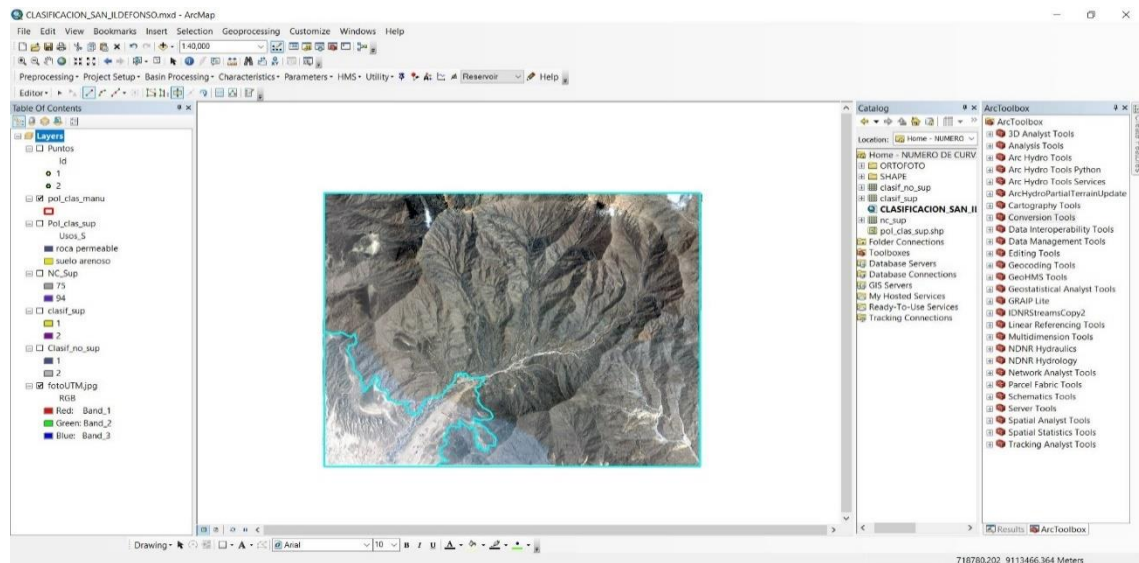 CLASIFICACION_SAN_ILDEFONSO.mxd - ArcMap
File Edit View Bookmarks Insert Selection Geoprocessing Customize Windows Help
1:40,000
Preprocessing Project Setup Basin Processing Characteristics Parameters HMS Utility Reservoir Help
Editor
Table Of Contents
Layers
Puntos
Id
1
2
pol_clas_manu
Pol_clas_sup
Usos_S
roca permeable
suelo arenoso
NC_Sup
75
94
clasif_sup
1
2
Clasif_no_sup
1
2
fotoUTM.jpg
RGB
Red: Band_1
Green: Band_2
Blue: Band_3
Catalog
Location: Home - NUMERO
Home - NUMERO DE CURV
ORTOFOTO
SHAPE
clasif_no_sup
clasif_sup
CLASIFICACION_SAN_II
nc_sup
pol_clas_sup.shp
Folder Connections
Toolboxes
Database Servers
Database Connections
GIS Servers
My Hosted Services
Ready-To-Use Services
Tracking Connections
ArcToolbox
ArcToolbox
3D Analyst Tools
Analysis Tools
Arc Hydro Tools
Arc Hydro Tools Python
Arc Hydro Tools Services
ArcHydroPartialTerrainUpdate
Cartography Tools
Conversion Tools
Data Interoperability Tools
Data Management Tools
Editing Tools
Geocoding Tools
GeoHMS Tools
Geostatistical Analyst Tools
GRAIP Lite
IDNRStreamsCopy2
Linear Referencing Tools
Multidimension Tools
NDNR Hydraulics
NDNR Hydrology
Network Analyst Tools
Parcel Fabric Tools
Schematics Tools
Server Tools
Spatial Analyst Tools
Spatial Statistics Tools
Tracking Analyst Tools
Results ArcToolbox
Drawing A Arial 10 B I U A
718780.202 9113466.364 Meters